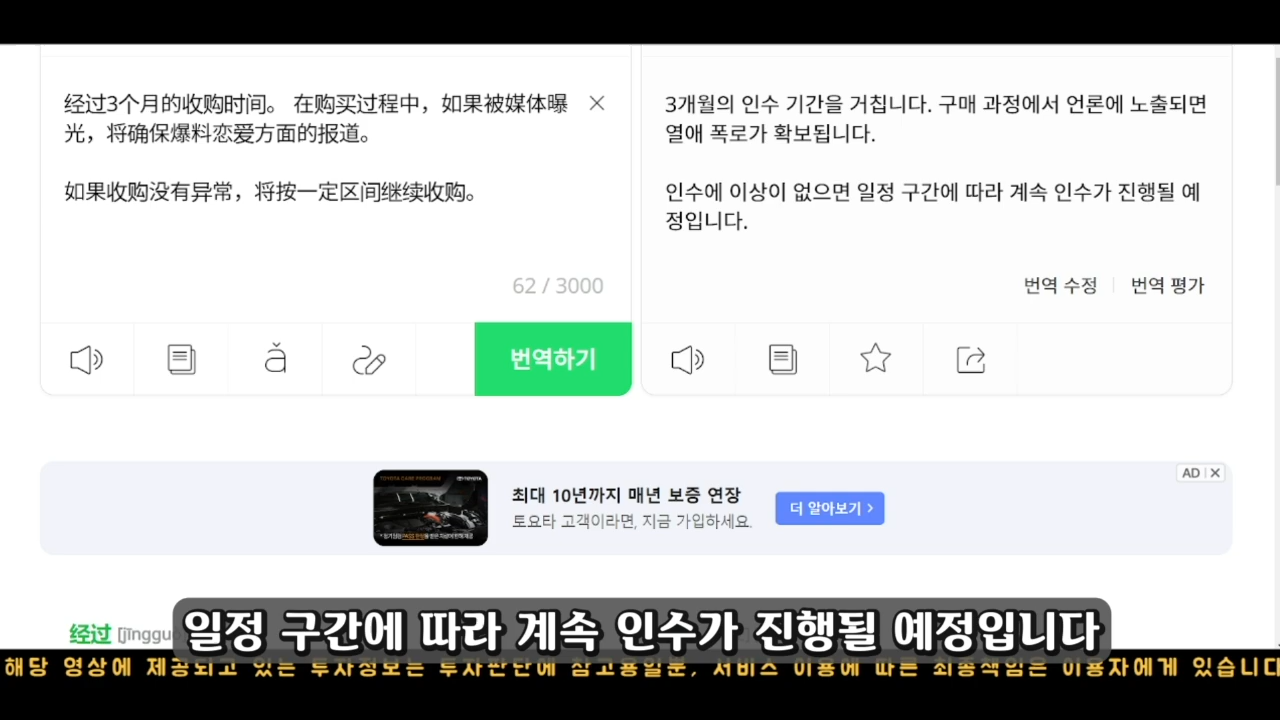 经过3个月的收购时间。 在购买过程中，如果被媒体曝
光，将确保爆料恋爱方面的报道。
如果收购没有异常，将按一定区间继续收购。
62 / 3000
번역하기
3개월의 인수 기간을 거칩니다. 구매 과정에서 언론에 노출되면
열애 폭로가 확보됩니다.
인수에 이상이 없으면 일정 구간에 따라 계속 인수가 진행될 예
정입니다.
번역 수정
번역 평가
AD
최대 10년까지 매년 보증 연장
토요타 고객이라면, 지금 가입하세요.
더 알아보기
TOYOTA CARE PROGRAM
TOYOTA
经过
일정 구간에 따라 계속 인수가 진행될 예정입니다
해당 영상에 제공되고 있는 투자정보는 투자판단에 참고용일뿐, 서비스 이용에 따른 최종책임은 이용자에게 있습니다